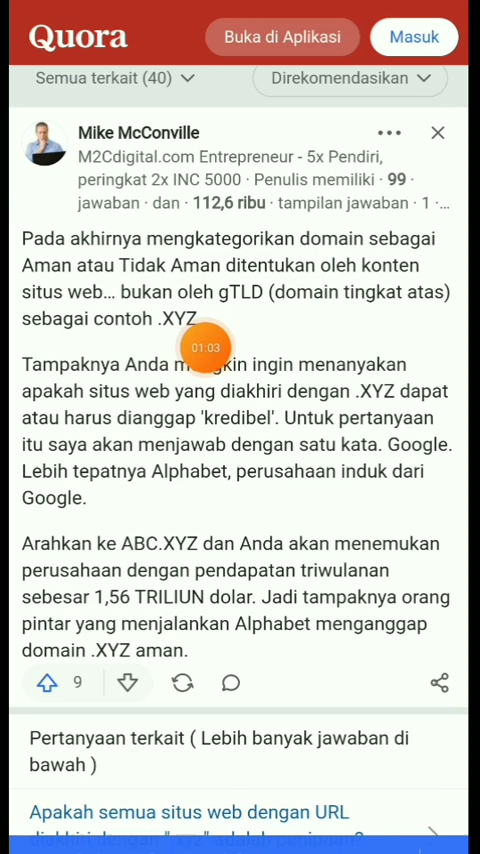 Quora
Buka di Aplikasi
Masuk
Semua terkait (40)
Direkomendasikan
Mike McConville
M2Cdigital.com Entrepreneur - 5x Pendiri,
peringkat 2x INC 5000 · Penulis memiliki · 99 ·
jawaban · dan · 112,6 ribu · tampilan jawaban · 1 ·...
Pada akhirnya mengkategorikan domain sebagai
Aman atau Tidak Aman ditentukan oleh konten
situs web... bukan oleh gTLD (domain tingkat atas)
sebagai contoh .XYZ
01:03
Tampaknya Anda ingin menanyakan
apakah situs web yang diakhiri dengan .XYZ dapat
atau harus dianggap 'kredibel'. Untuk pertanyaan
itu saya akan menjawab dengan satu kata. Google.
Lebih tepatnya Alphabet, perusahaan induk dari
Google.
Arahkan ke ABC.XYZ dan Anda akan menemukan
perusahaan dengan pendapatan triwulanan
sebesar 1,56 TRILIUN dolar. Jadi tampaknya orang
pintar yang menjalankan Alphabet menganggap
domain .XYZ aman.
9
Pertanyaan terkait ( Lebih banyak jawaban di
bawah )
Apakah semua situs web dengan URL